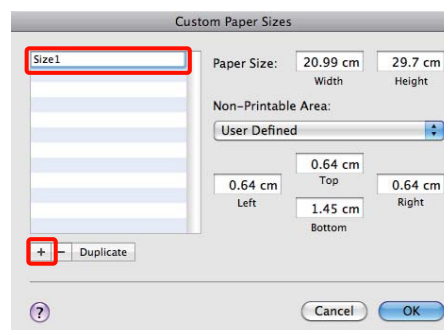 Custom Paper Sizes
Size1
Paper Size:
20.99 cm
29.7 cm
Width
Height
Non-Printable Area:
User Defined
0.64 cm
Top
0.64 cm
0.64 cm
Left
Right
1.45 cm
Bottom
+
–
Duplicate
?
Cancel
OK